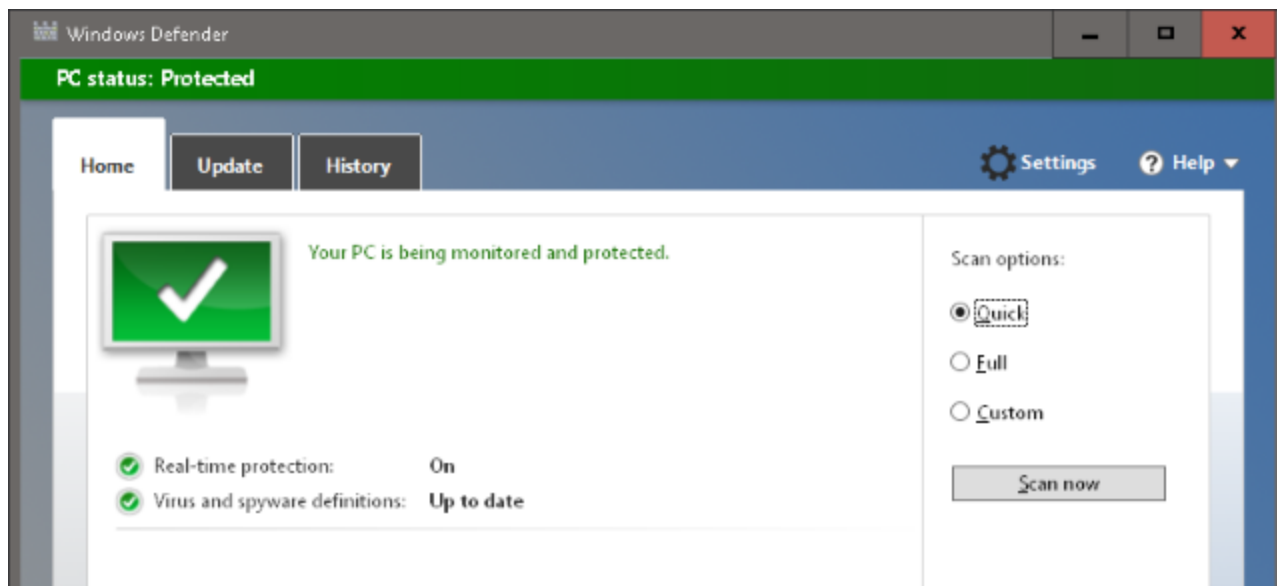 Windows Defender
PC status: Protected
Home Update History Settings Help
Your PC is being monitored and protected.
Scan options:
Quick
Full
Custom
Real-time protection: On
Virus and spyware definitions: Up to date
Scan now